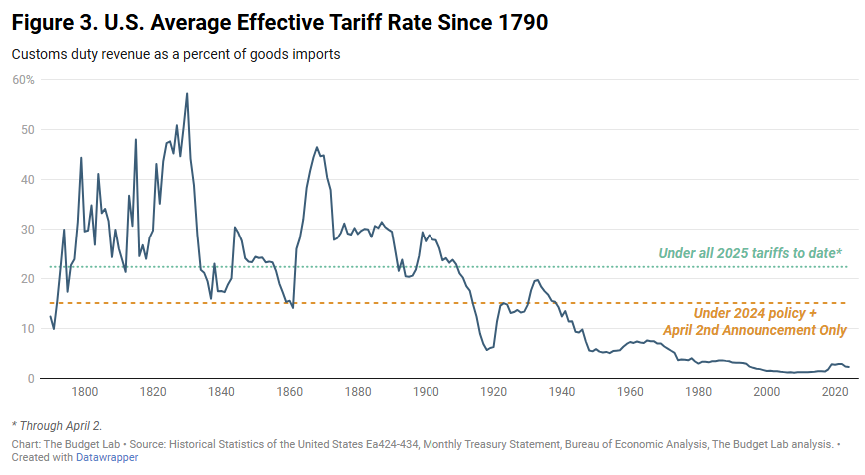 Figure 3. U.S. Average Effective Tariff Rate Since 1790
Customs duty revenue as a percent of goods imports
60%
50
40
30
20
10
0
Under all 2025 tariffs to date*
Under 2024 policy +
April 2nd Announcement Only
1800 1820 1840 1860 1880 1900 1920 1940 1960 1980 2000 2020
* Through April 2.
Chart: The Budget Lab • Source: Historical Statistics of the United States Ea424-434, Monthly Treasury Statement, Bureau of Economic Analysis, The Budget Lab analysis. •
Created with Datawrapper